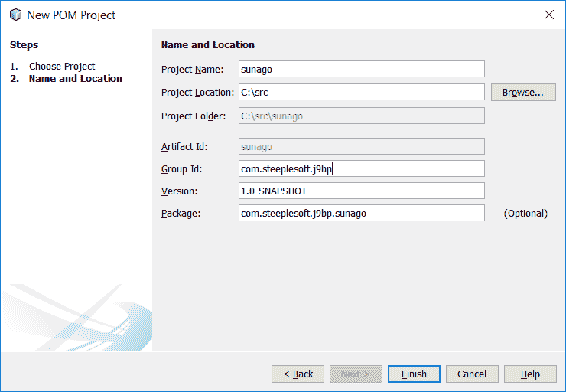 New POM Project
Steps
1. Choose Project
2. Name and Location
Name and Location
Project Name: sunago
Project Location: C:\src Browse...
Project Folder: C:\src\sunago
Artifact Id: sunago
Group Id: com.steeplesoft.j9bp
Version: 1.0-SNAPSHOT
Package: com.steeplesoft.j9bp.sunago (Optional)
< Back Next > Finish Cancel Help